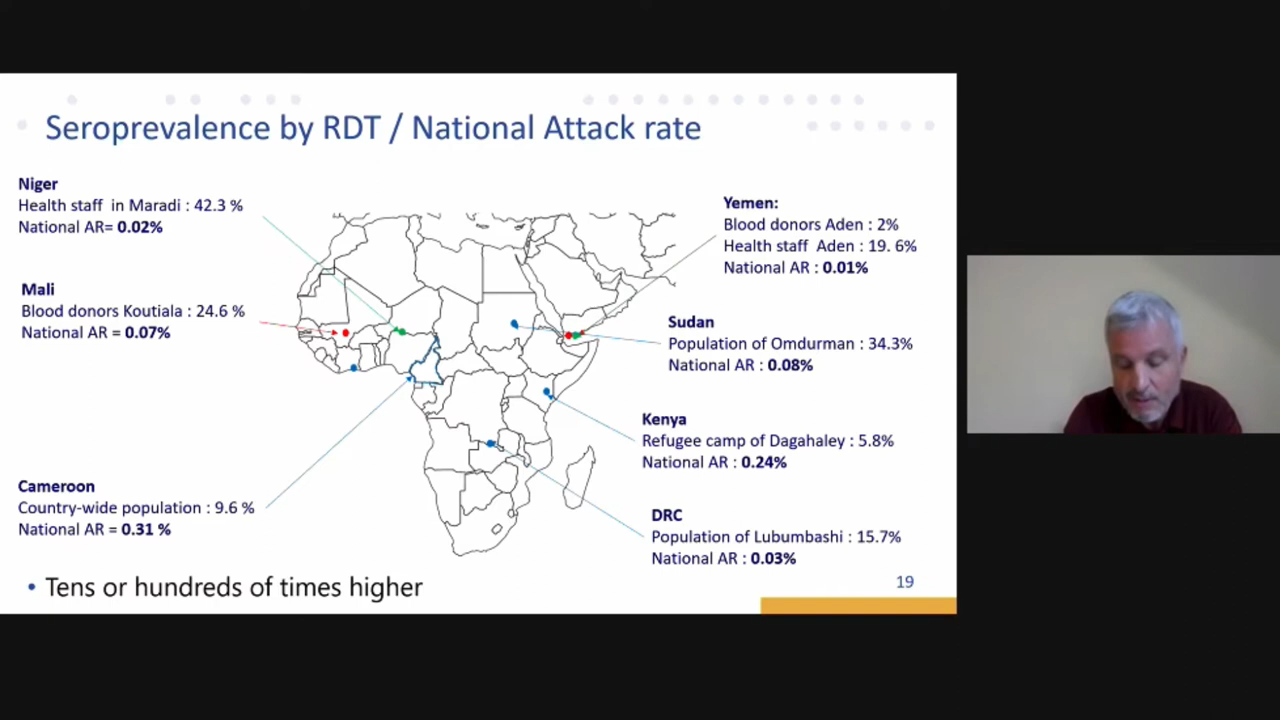 Seroprevalence by RDT / National Attack rate
Niger
Health staff in Maradi : 42.3 %
National AR= 0.02%
Mali
Blood donors Koutiala : 24.6 %
National AR = 0.07%
Cameroon
Country-wide population : 9.6 %
National AR = 0.31 %
Yemen:
Blood donors Aden : 2%
Health staff Aden : 19. 6%
National AR : 0.01%
Sudan
Population of Omdurman : 34.3%
National AR : 0.08%
Kenya
Refugee camp of Dagahaley : 5.8%
National AR : 0.24%
DRC
Population of Lubumbashi : 15.7%
National AR : 0.03%
• Tens or hundreds of times higher
19